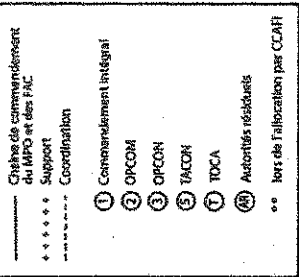 Chaîne de commandement
du MPO et des FAC
Support
Coordination
1 Commandement intégral
2 OPCOM
3 OPCON
5 TACON
T TOCA
AR Autorités résiduels
** lors de l'allocation par CCAFI